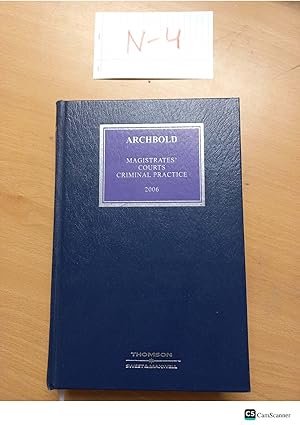 N-4
ARCHBOLD
MAGISTRATES'
COURTS
CRIMINAL PRACTICE
2006
THOMSON
SWEET & MAXWELL
CS CamScanner